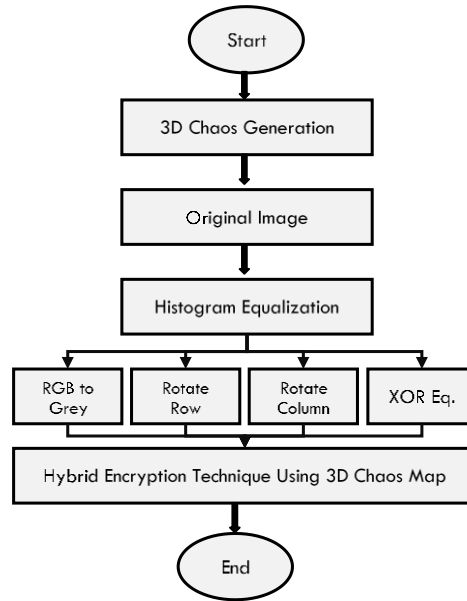 Start
3D Chaos Generation
Original Image
Histogram Equalization
RGB to
Grey
Rotate
Row
Rotate
Column
XOR Eq.
Hybrid Encryption Technique Using 3D Chaos Map
End